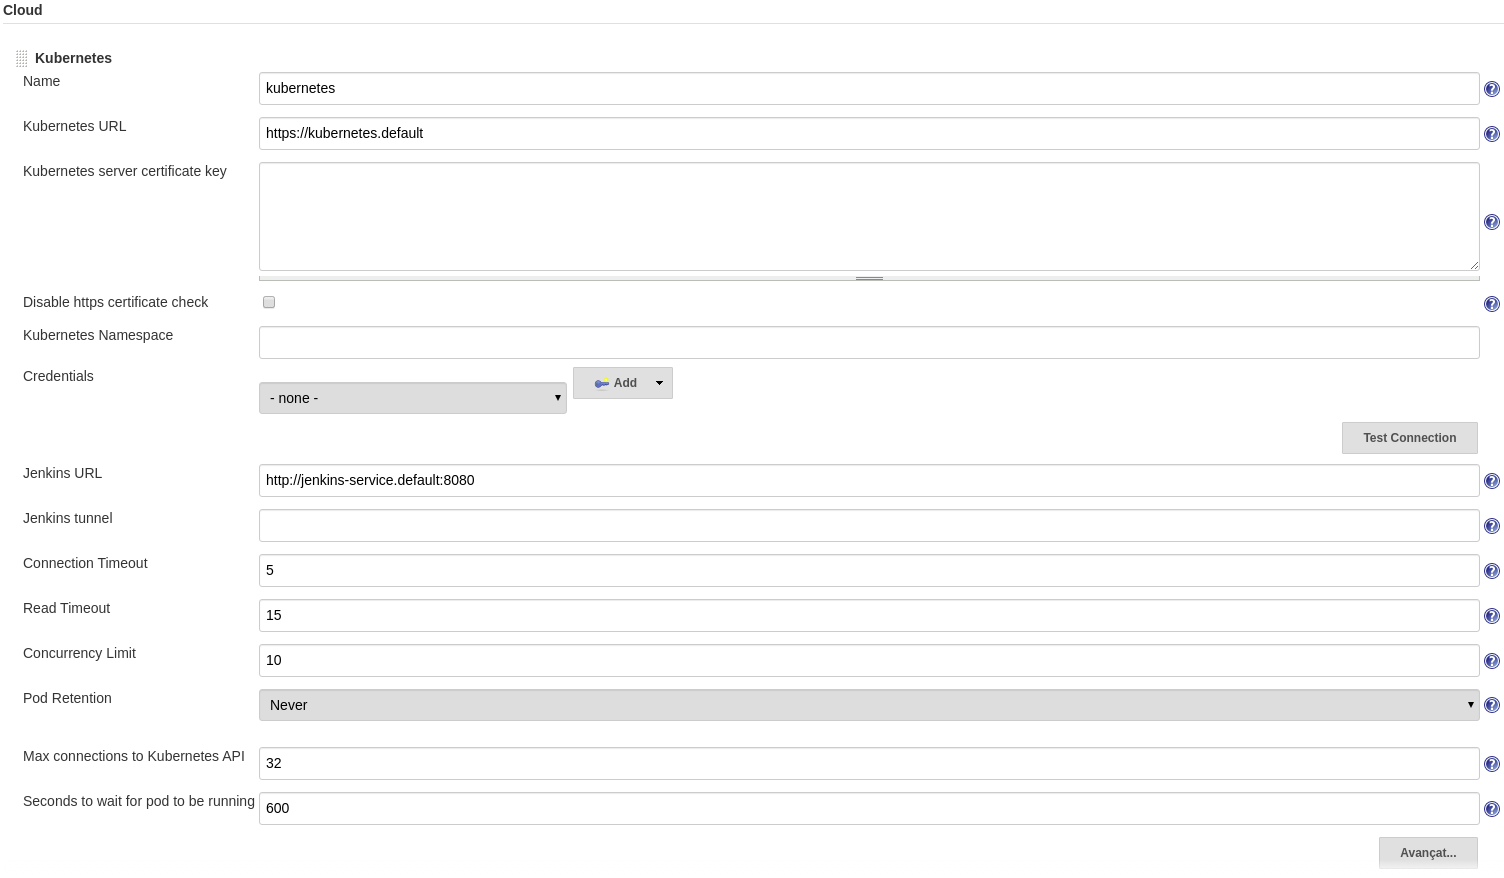 Cloud
Kubernetes
Name
kubernetes
Kubernetes URL
https://kubernetes.default
Kubernetes server certificate key
Disable https certificate check
Kubernetes Namespace
Credentials
- none -
Add
Test Connection
Jenkins URL
http://jenkins-service.default:8080
Jenkins tunnel
Connection Timeout
5
Read Timeout
15
Concurrency Limit
10
Pod Retention
Never
Max connections to Kubernetes API
32
Seconds to wait for pod to be running
600
Avançat...